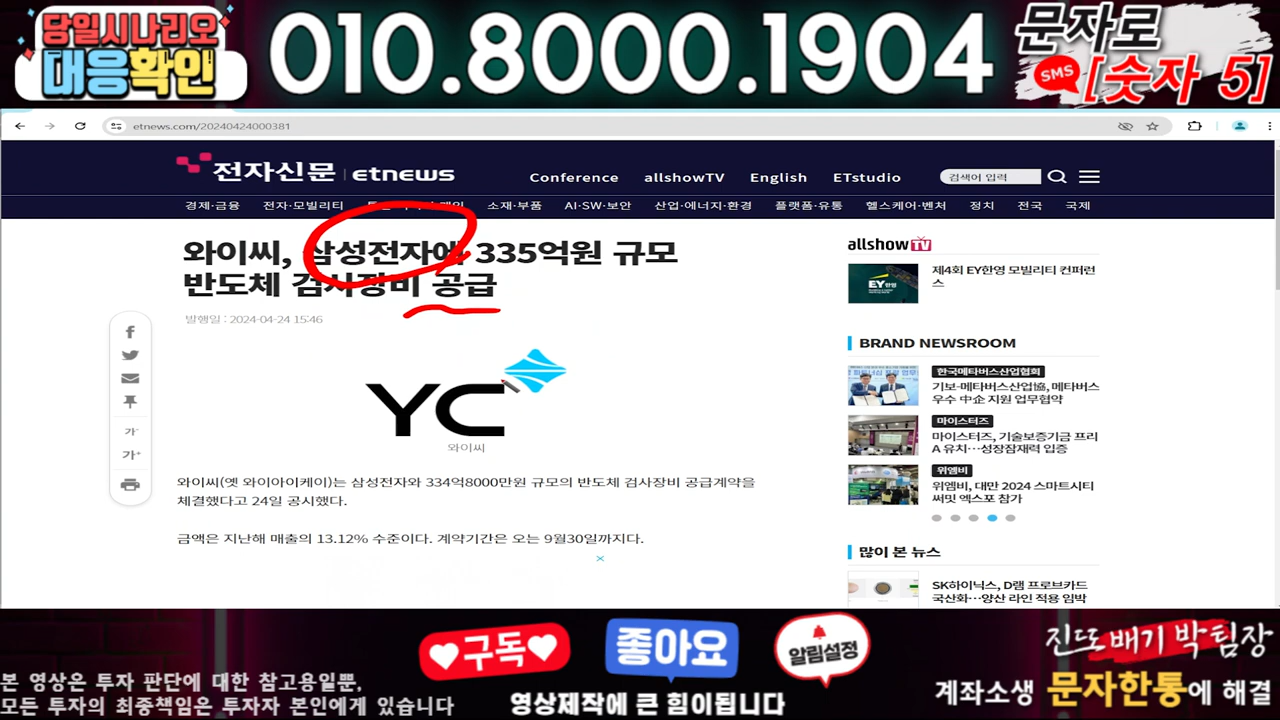 당일시나리오
대응확인
010.8000.1904
문자로
SMS
[숫자 5]
etnews.com/20240424000381
전자신문 etnews
Conference allshowTV English ETstudio
검색어 입력
경제·금융 전자·모빌리티 소재·부품 AI·SW·보안 산업·에너지·환경 플랫폼·유통 헬스케어·벤처 정치 전국 국제
와이씨, 삼성전자에 335억원 규모
반도체 검사장비 공급
발행일 : 2024-04-24 15:46
YC
와이씨
와이씨(옛 와이아이케이)는 삼성전자와 334억8000만원 규모의 반도체 검사장비 공급계약을
체결했다고 24일 공시했다.
금액은 지난해 매출의 13.12% 수준이다. 계약기간은 오는 9월30일까지다.
가-
가+
allshowTV
EY
제4회 EY한영 모빌리티 컨퍼런
스
BRAND NEWSROOM
한국메타버스산업협회
기보-메타버스산업協, 메타버스
우수 中企 지원 업무협약
마이스터즈
마이스터즈, 기술보증기금 프리
A 유치…성장잠재력 입증
위엠비
위엠비, 대만 2024 스마트시티
써밋 엑스포 참가
많이 본 뉴스
SK하이닉스, D램 프로브카드
국산화…양산 라인 적용 임박
본 영상은 투자 판단에 대한 참고용일뿐,
모든 투자의 최종책임은 투자자 본인에게 있습니다
구독
좋아요
알림설정
영상제작에 큰 힘이됩니다
진또배기 박팀장
계좌소생 문자한통에 해결